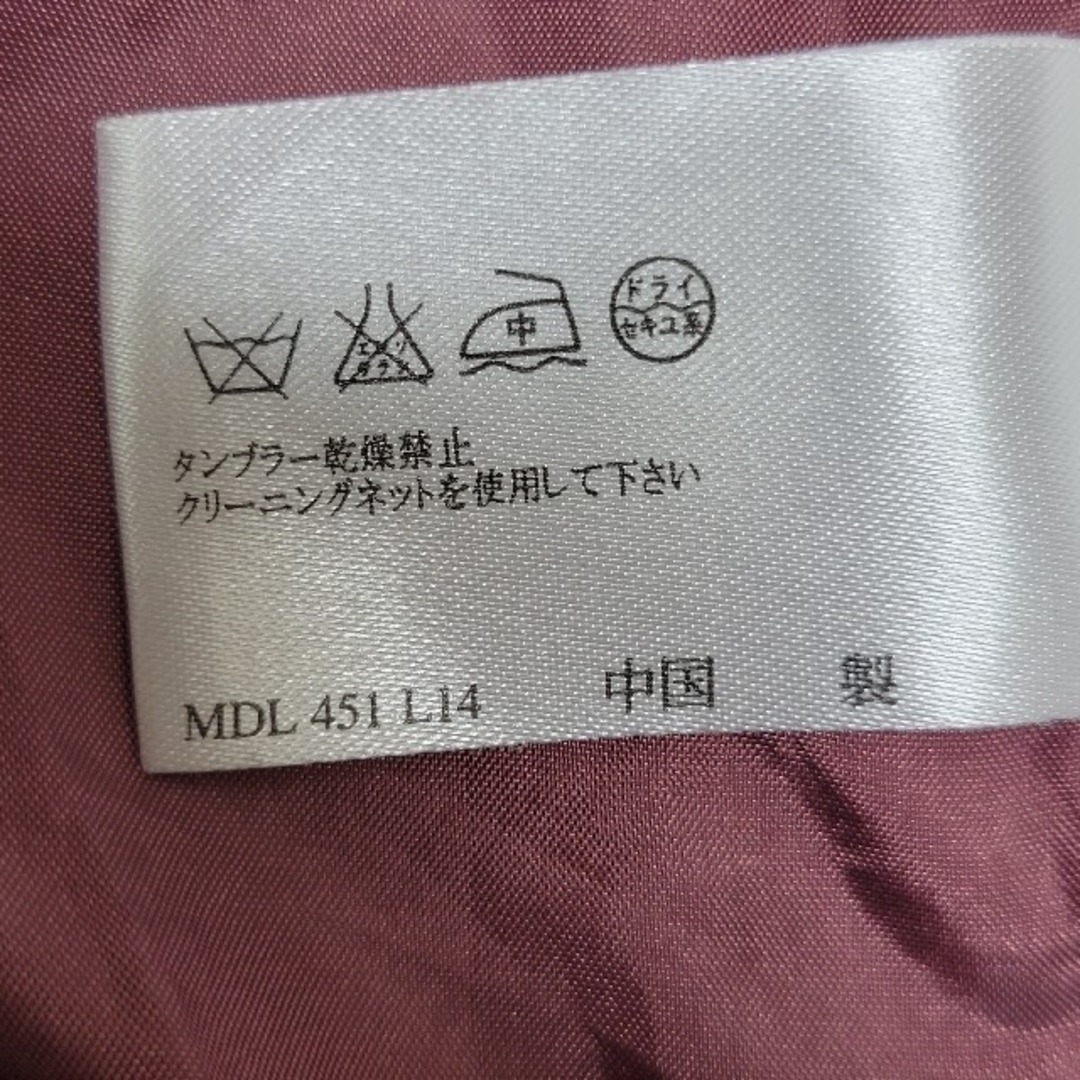 エンソ
サラシ
中
ドライ
セキユ系
タンブラー乾燥禁止
クリーニングネットを使用して下さい
MDL 451 L14 中国 製